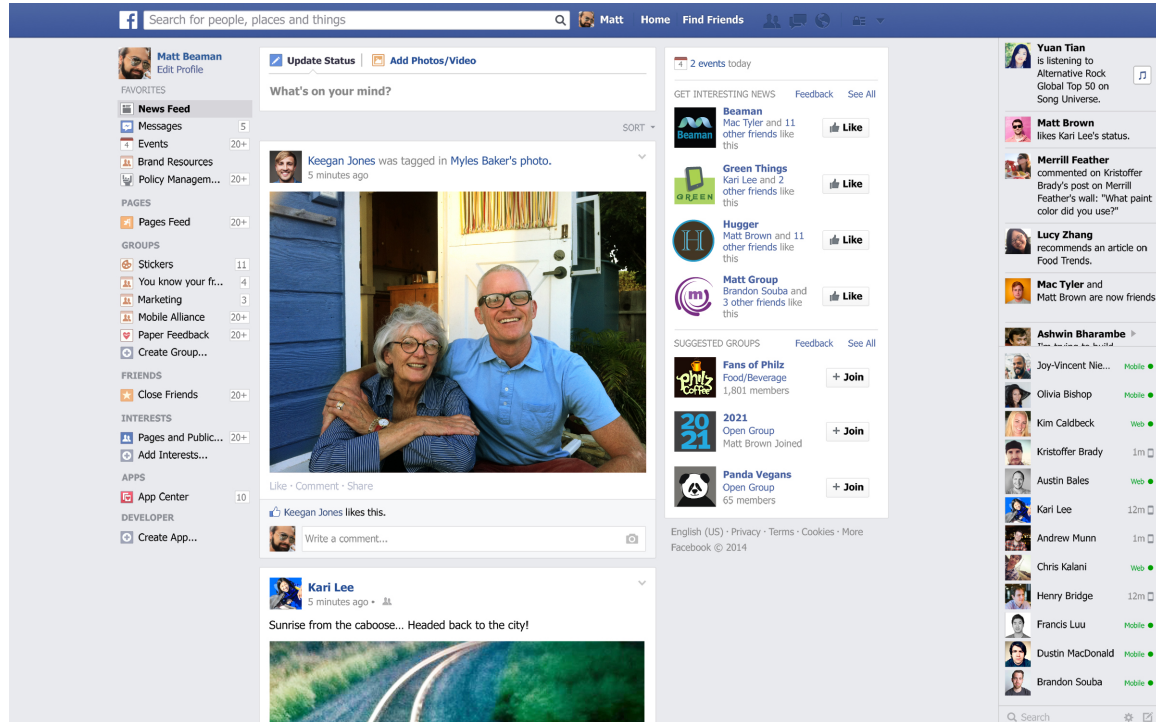 Search for people, places and things
Matt
Home
Find Friends
Matt Beaman
Edit Profile
FAVORITES
News Feed
Messages 5
Events 20+
Brand Resources
Policy Managem... 20+
PAGES
Pages Feed 20+
GROUPS
Stickers 11
You know your fr... 4
Marketing 3
Mobile Alliance 20+
Paper Feedback 20+
Create Group...
FRIENDS
Close Friends 20+
INTERESTS
Pages and Public... 20+
Add Interests...
APPS
App Center 10
DEVELOPER
Create App...
Update Status
Add Photos/Video
What's on your mind?
SORT
Keegan Jones was tagged in Myles Baker's photo.
5 minutes ago
Like · Comment · Share
Keegan Jones likes this.
Write a comment...
Kari Lee
5 minutes ago •
Sunrise from the caboose... Headed back to the city!
4 2 events today
GET INTERESTING NEWS Feedback See All
Beaman
Beaman
Mac Tyler and 11
other friends like
this
Like
GREEN
Green Things
Kari Lee and 2
other friends like
this
Like
H
Hugger
Matt Brown and 11
other friends like
this
Like
m
Matt Group
Brandon Souba and
3 other friends like
this
Like
SUGGESTED GROUPS Feedback See All
Philz
Coffee
Fans of Philz
Food/Beverage
1,801 members
+ Join
20
21
2021
Open Group
Matt Brown Joined
+ Join
Panda Vegans
Open Group
65 members
+ Join
English (US) · Privacy · Terms · Cookies · More
Facebook © 2014
Yuan Tian
is listening to
Alternative Rock
Global Top 50 on
Song Universe.
Matt Brown
likes Kari Lee's status.
Merrill Feather
commented on Kristoffer
Brady's post on Merrill
Feather's wall: "What paint
color did you use?"
Lucy Zhang
recommends an article on
Food Trends.
Mac Tyler and
Matt Brown are now friends
Ashwin Bharambe
Joy-Vincent Nie... Mobile
Olivia Bishop Mobile
Kim Caldbeck Web
Kristoffer Brady 1m
Austin Bales Web
Kari Lee 12m
Andrew Munn 1m
Chris Kalani Web
Henry Bridge 12m
Francis Luu Mobile
Dustin MacDonald Mobile
Brandon Souba Mobile
Search